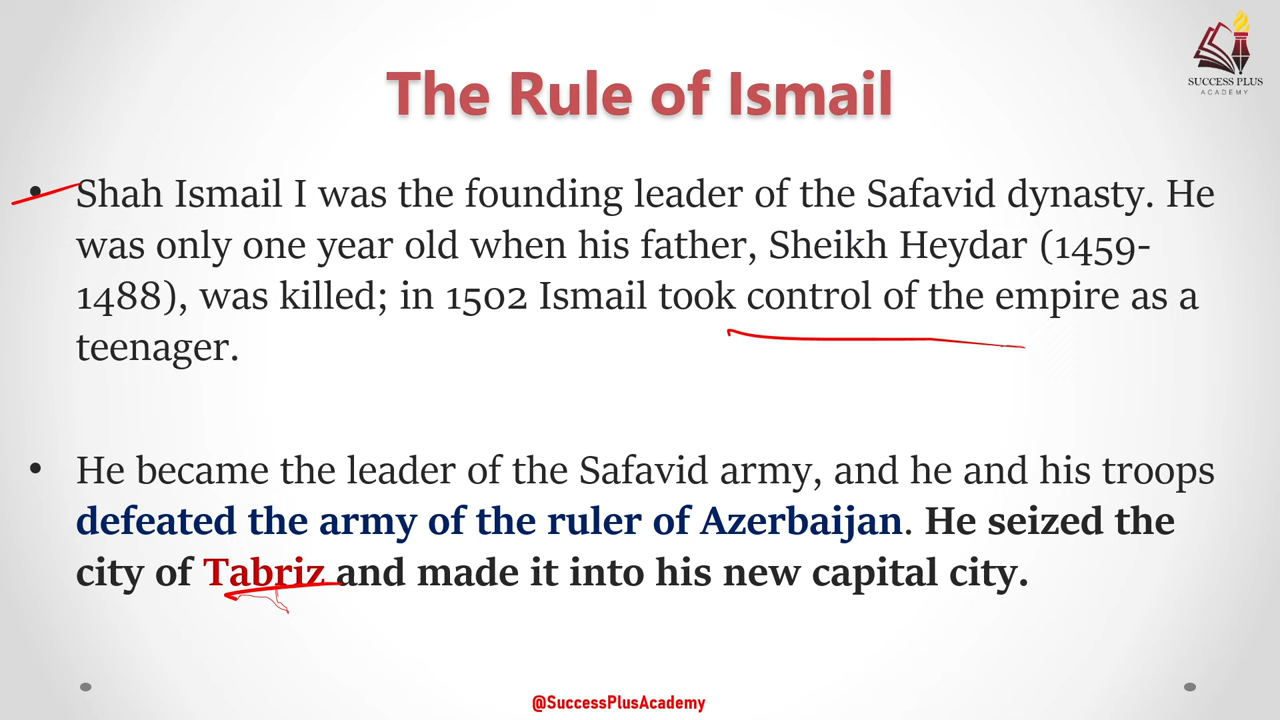 SUCCESS PLUS
ACADEMY
The Rule of Ismail
• Shah Ismail I was the founding leader of the Safavid dynasty. He
was only one year old when his father, Sheikh Heydar (1459-
1488), was killed; in 1502 Ismail took control of the empire as a
teenager.
• He became the leader of the Safavid army, and he and his troops
defeated the army of the ruler of Azerbaijan. He seized the
city of Tabriz and made it into his new capital city.
@SuccessPlusAcademy